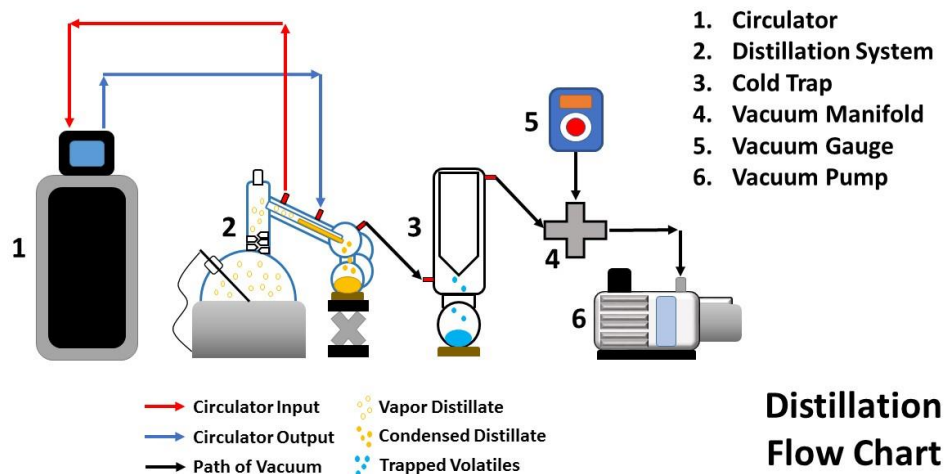 1. Circulator
2. Distillation System
3. Cold Trap
4. Vacuum Manifold
5. Vacuum Gauge
6. Vacuum Pump
5
2
3
4
1
6
Circulator Input
Vapor Distillate
Circulator Output
Condensed Distillate
Path of Vacuum
Trapped Volatiles
Distillation
Flow Chart